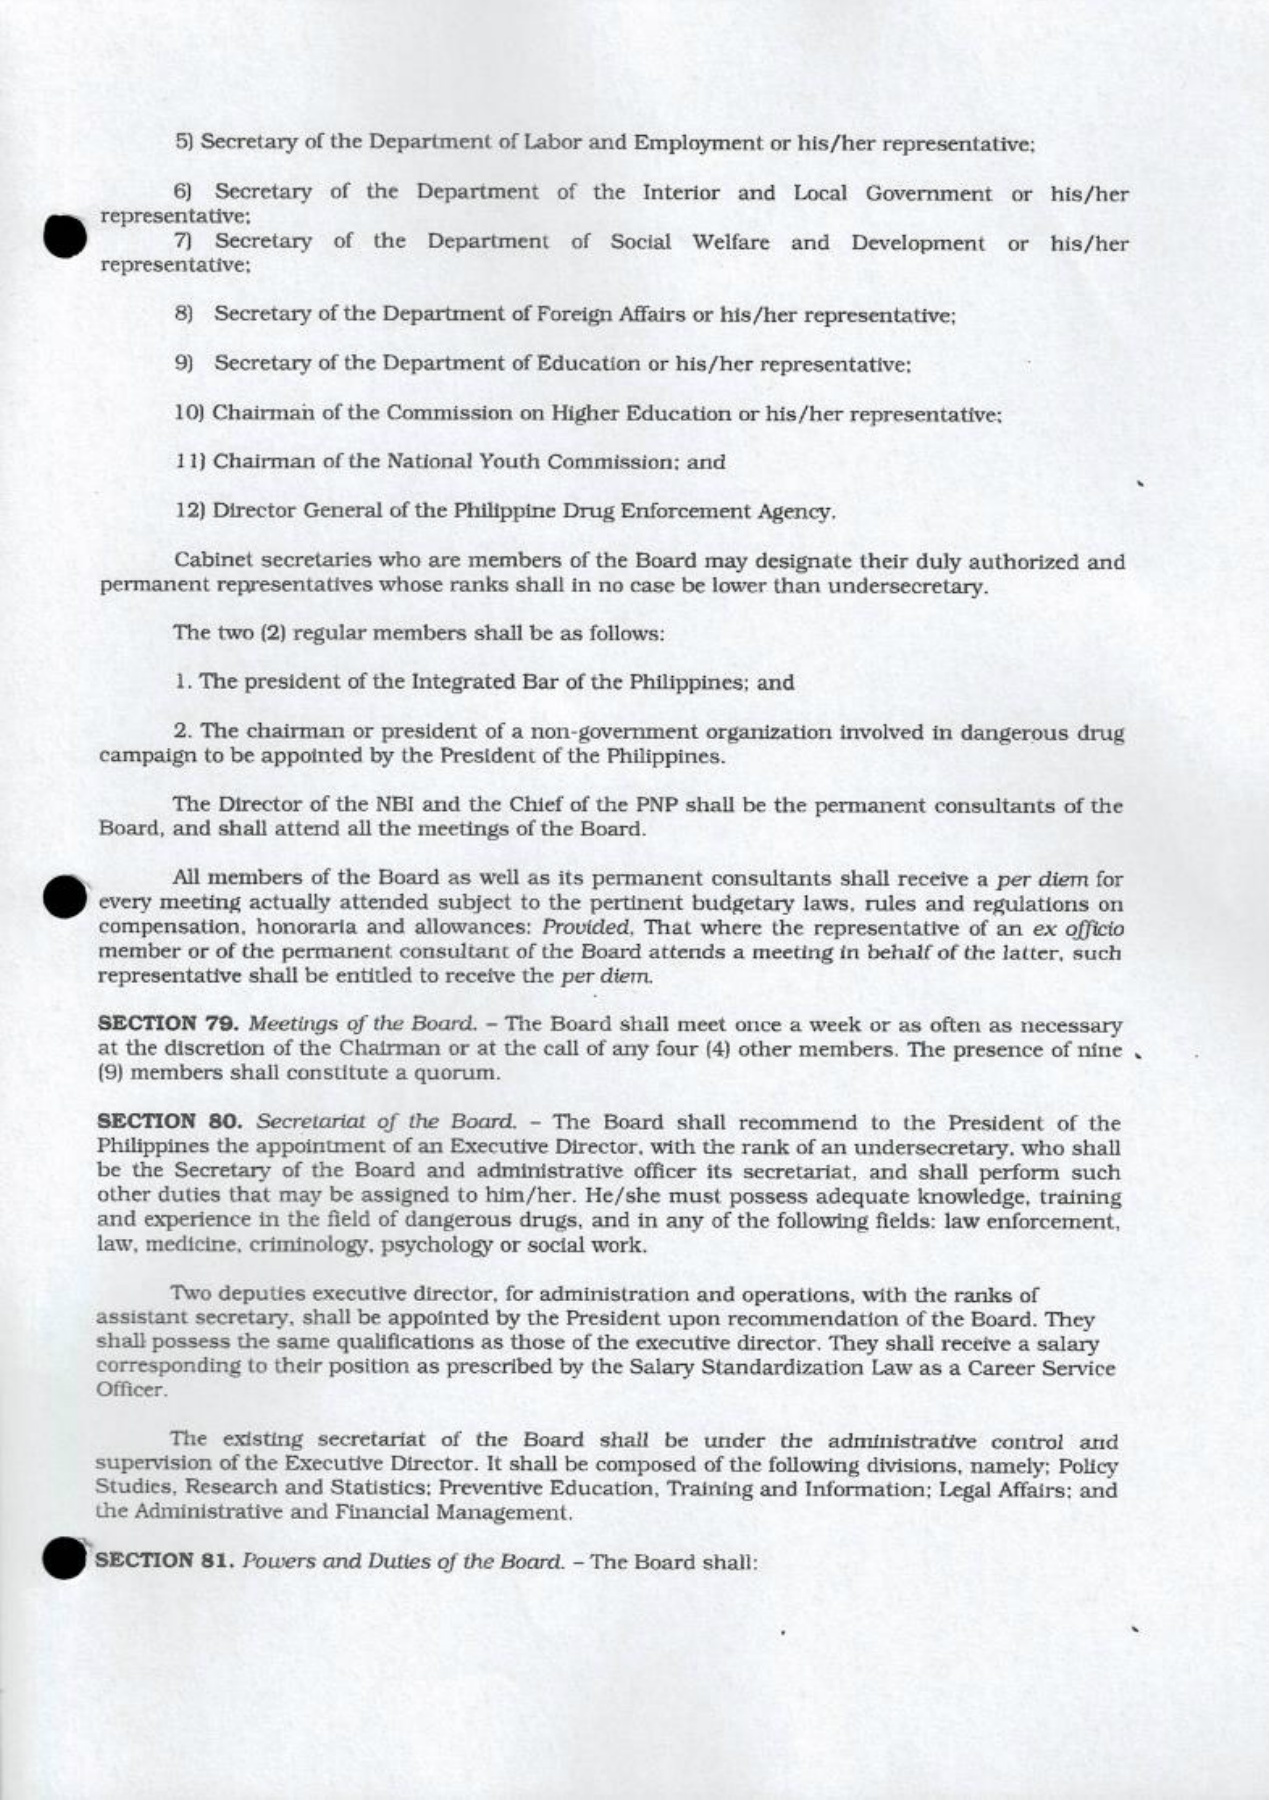 5) Secretary of the Department of Labor and Employment or his/her representative;
6) Secretary of the Department of the Interior and Local Government or his/her
representative;
7) Secretary of the Department of Social Welfare and Development or his/her
representative;
8) Secretary of the Department of Foreign Affairs or his/her representative;
9) Secretary of the Department of Education or his/her representative;
10) Chairman of the Commission on Higher Education or his/her representative;
11) Chairman of the National Youth Commission; and
12) Director General of the Philippine Drug Enforcement Agency.
Cabinet secretaries who are members of the Board may designate their duly authorized and
permanent representatives whose ranks shall in no case be lower than undersecretary.
The two (2) regular members shall be as follows:
1. The president of the Integrated Bar of the Philippines; and
2. The chairman or president of a non-government organization involved in dangerous drug
campaign to be appointed by the President of the Philippines.
The Director of the NBI and the Chief of the PNP shall be the permanent consultants of the
Board, and shall attend all the meetings of the Board.
All members of the Board as well as its permanent consultants shall receive a per diem for
every meeting actually attended subject to the pertinent budgetary laws, rules and regulations on
compensation, honoraria and allowances: Provided, That where the representative of an ex officio
member or of the permanent consultant of the Board attends a meeting in behalf of the latter, such
representative shall be entitled to receive the per diem.
SECTION 79. Meetings of the Board. – The Board shall meet once a week or as often as necessary
at the discretion of the Chairman or at the call of any four (4) other members. The presence of nine
(9) members shall constitute a quorum.
SECTION 80. Secretariat of the Board. – The Board shall recommend to the President of the
Philippines the appointment of an Executive Director, with the rank of an undersecretary, who shall
be the Secretary of the Board and administrative officer its secretariat, and shall perform such
other duties that may be assigned to him/her. He/she must possess adequate knowledge, training
and experience in the field of dangerous drugs, and in any of the following fields: law enforcement,
law, medicine, criminology, psychology or social work.
Two deputies executive director, for administration and operations, with the ranks of
assistant secretary, shall be appointed by the President upon recommendation of the Board. They
shall possess the same qualifications as those of the executive director. They shall receive a salary
corresponding to their position as prescribed by the Salary Standardization Law as a Career Service
Officer.
The existing secretariat of the Board shall be under the administrative control and
supervision of the Executive Director. It shall be composed of the following divisions, namely; Policy
Studies, Research and Statistics; Preventive Education, Training and Information; Legal Affairs; and
the Administrative and Financial Management.
SECTION 81. Powers and Duties of the Board. – The Board shall: